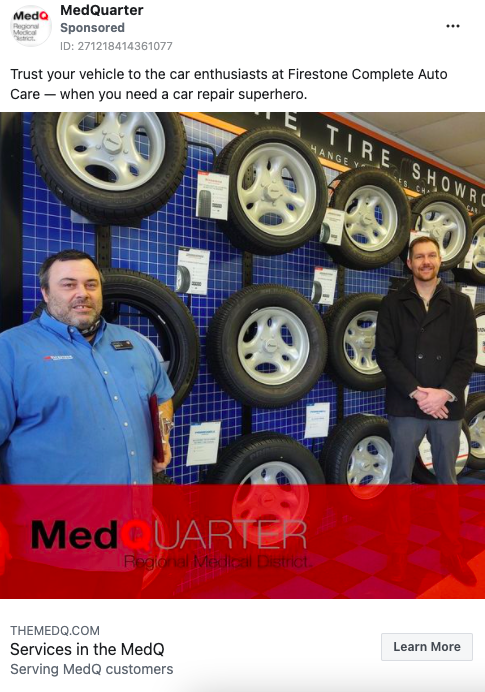 MedQ
Regional
Medical
District.
MedQuarter
Sponsored
ID: 271218414361077
Trust your vehicle to the car enthusiasts at Firestone Complete Auto
Care — when you need a car repair superhero.
TIRE SHOWRO
MedQUARTER
Regional Medical District.
THEMEDQ.COM
Services in the MedQ
Serving MedQ customers
Learn More